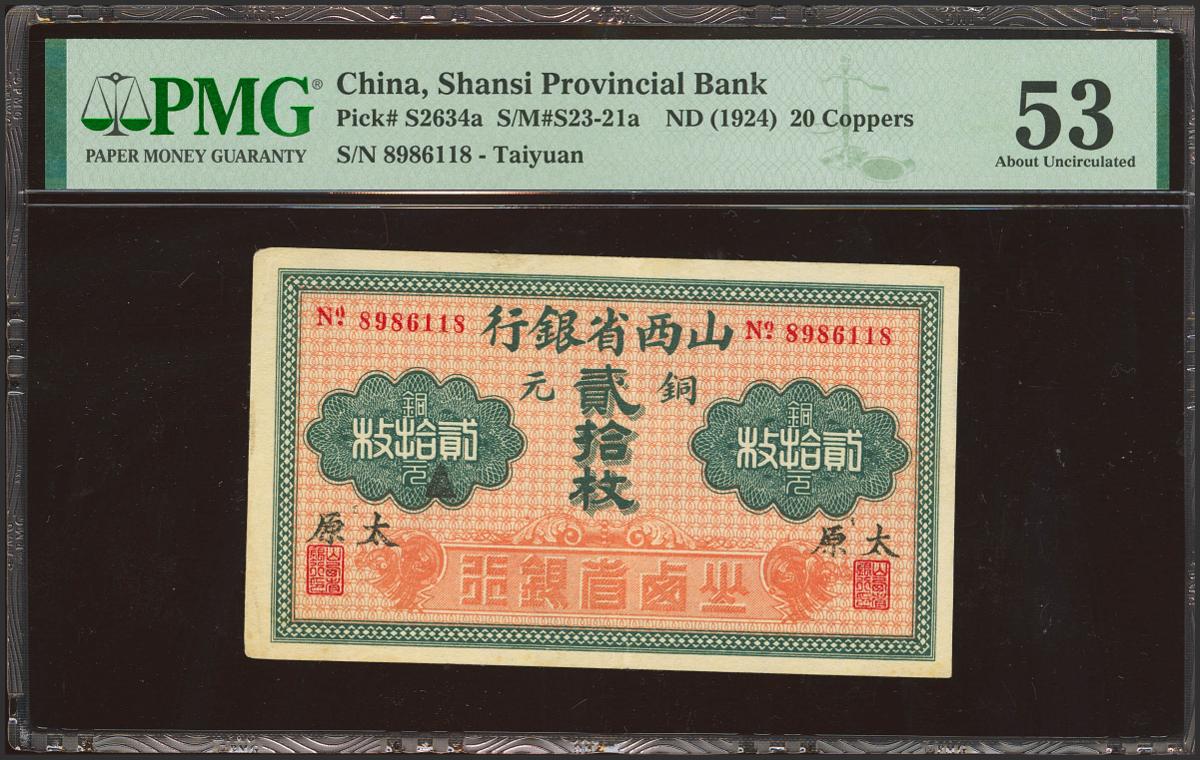 PMG®
PAPER MONEY GUARANTY
China, Shansi Provincial Bank
Pick# S2634a S/M#S23-21a ND (1924) 20 Coppers
S/N 8986118 - Taiyuan
53
About Uncirculated
Nº 8986118
山西省銀行
Nº 8986118
銅元
貳拾枚
銅元
貳拾枚
銅元
貳拾枚
A
太原
太原
山西省銀行